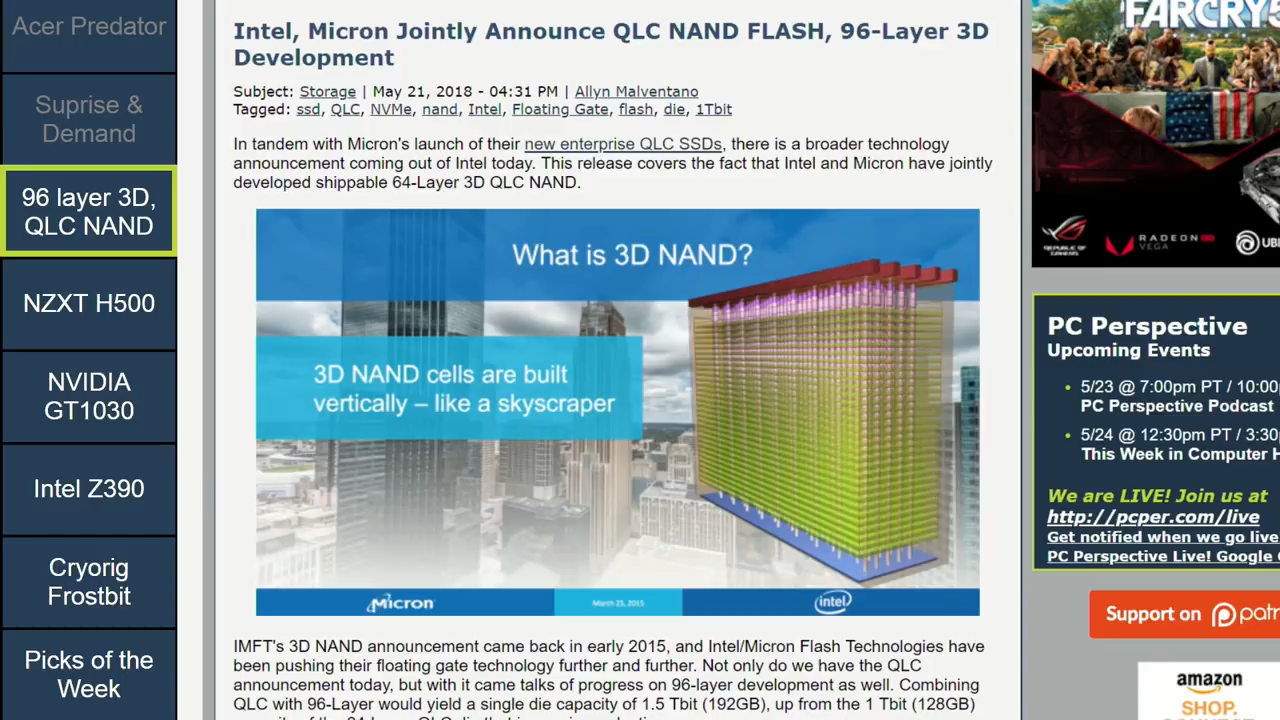 Acer Predator
Suprise &
Demand
96 layer 3D,
QLC NAND
NZXT H500
NVIDIA
GT1030
Intel Z390
Cryorig
Frostbit
Picks of the
Week
Intel, Micron Jointly Announce QLC NAND FLASH, 96-Layer 3D
Development
Subject: Storage | May 21, 2018 - 04:31 PM | Allyn Malventano
Tagged: ssd, QLC, NVMe, nand, Intel, Floating Gate, flash, die, 1Tbit
In tandem with Micron's launch of their new enterprise QLC SSDs, there is a broader technology
announcement coming out of Intel today. This release covers the fact that Intel and Micron have jointly
developed shippable 64-Layer 3D QLC NAND.
What is 3D NAND?
3D NAND cells are built
vertically – like a skyscraper
Micron
March 25, 2015
intel
IMFT's 3D NAND announcement came back in early 2015, and Intel/Micron Flash Technologies have
been pushing their floating gate technology further and further. Not only do we have the QLC
announcement today, but with it came talks of progress on 96-layer development as well. Combining
QLC with 96-Layer would yield a single die capacity of 1.5 Tbit (192GB), up from the 1 Tbit (128GB)
FARCRY5
REPUBLIC OF
GAMERS
RADEON RX
VEGA
UBI
PC Perspective
Upcoming Events
5/23 @ 7:00pm PT / 10:00
PC Perspective Podcast
5/24 @ 12:30pm PT / 3:30
This Week in Computer H
We are LIVE! Join us at
http://pcper.com/live
Get notified when we go live
PC Perspective Live! Google
Support on patr
amazon
SHOP.